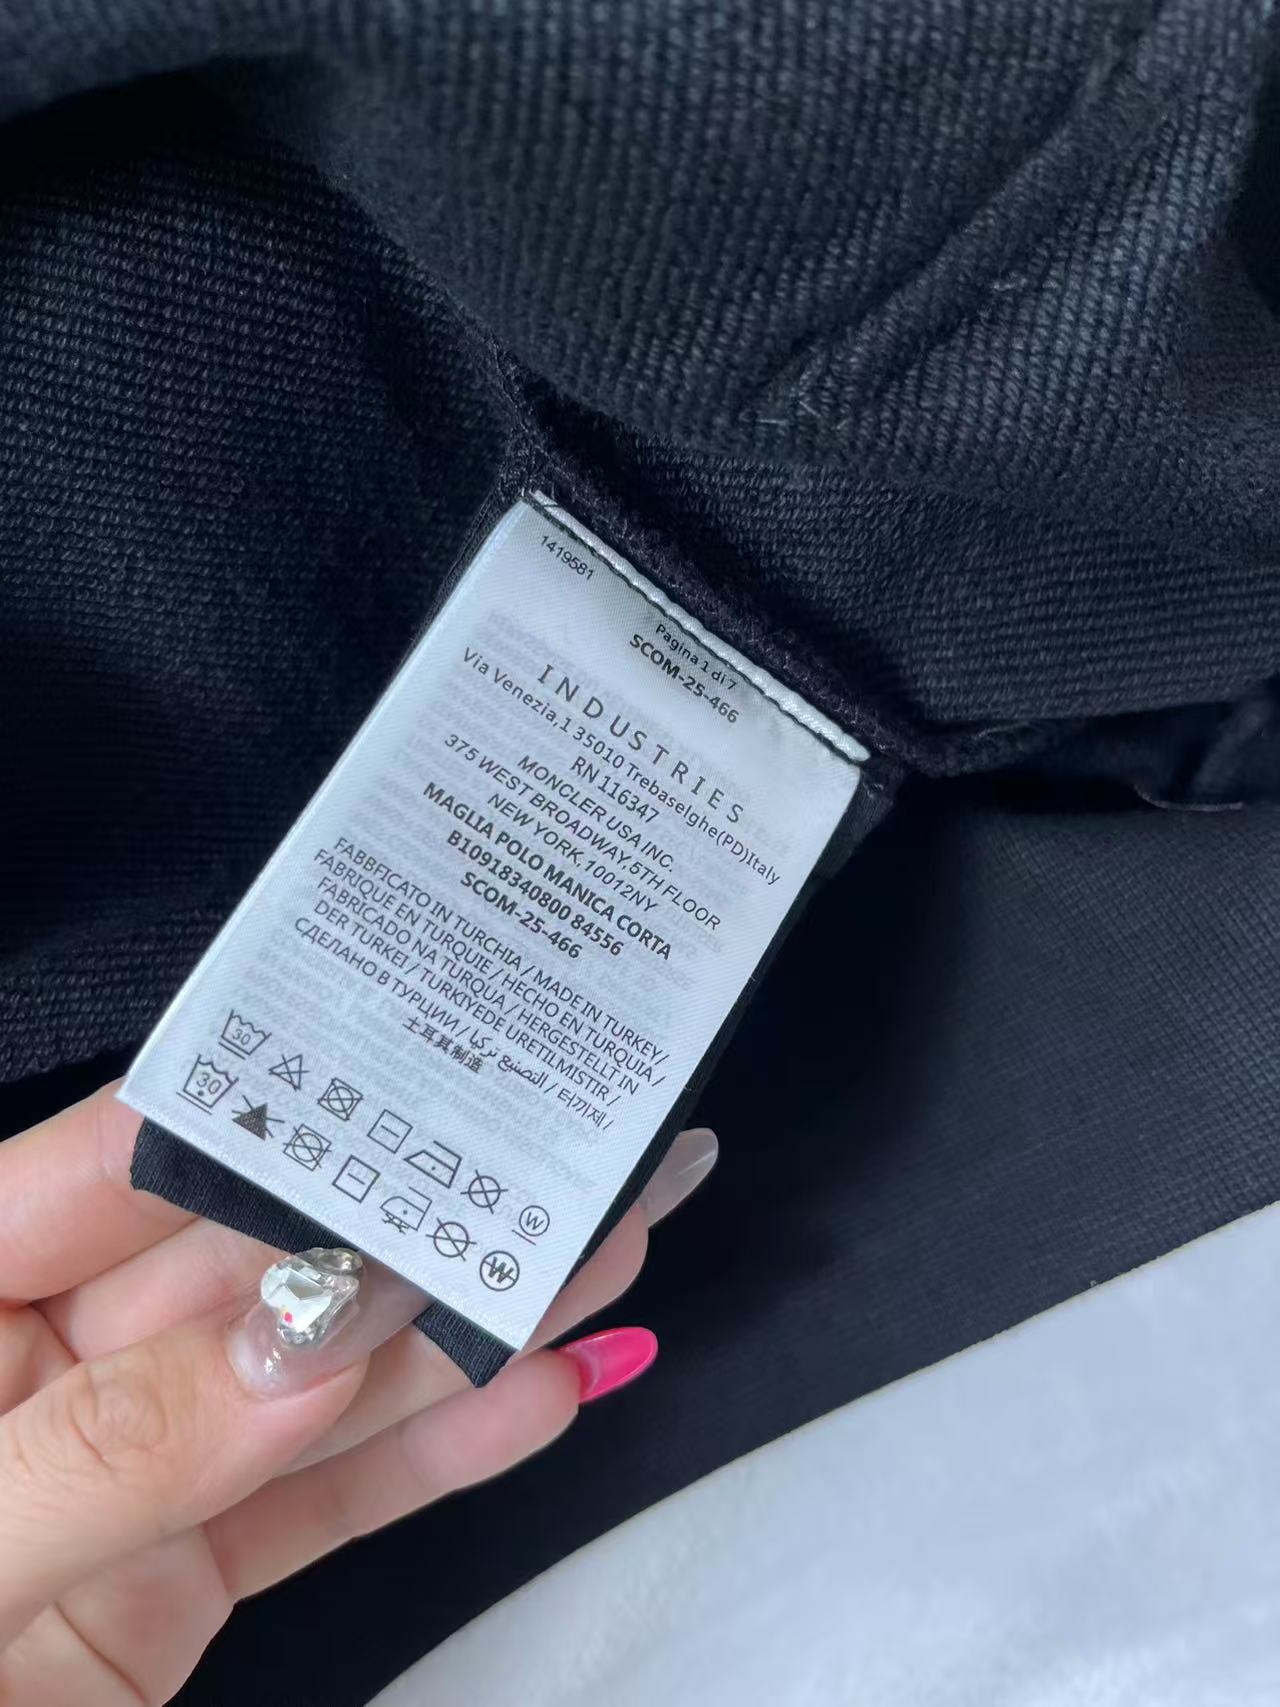 1419581
Pagina 1 di 7
SCOM-25-466
INDUSTRIES
Via Venezia,1 35010 Trebaselghe(PD)Italy
RN 116347
MONCLER USA INC.
375 WEST BROADWAY,5TH FLOOR
NEW YORK,10012NY
MAGLIA POLO MANICA CORTA
B10918340800 84556
SCOM-25-466
FABBFICATO IN TURCHIA / MADE IN TURKEY/
FABRIQUE EN TURQUIE / HECHO EN TURQUIA /
FABRICADO NA TURQUA / HERGESTELLT IN
DER TURKEI / TURKIYEDE URETILMISTIR /
СДЕЛАНО В ТУРЦИИ / التصنيع تركيا / 터키제/
土耳其制造
30
30
W
W